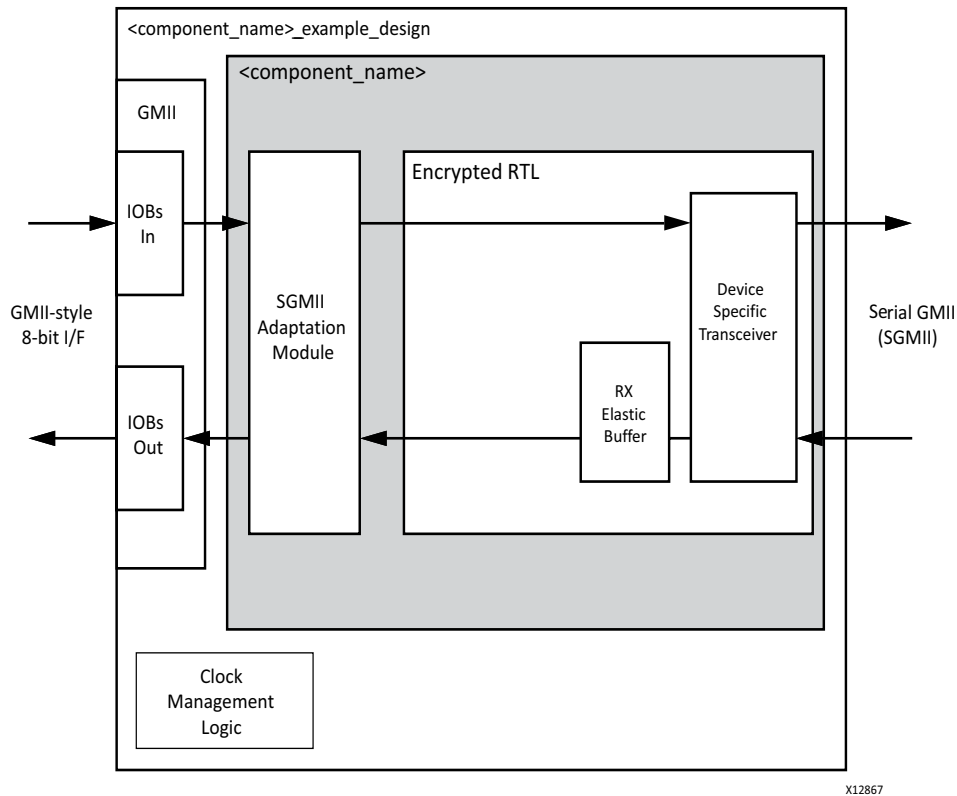 <component_name>_example_design
<component_name>
GMII
Encrypted RTL
IOBs
In
SGMII
Adaptation
Module
Device
Specific
Transceiver
GMII-style
8-bit I/F
Serial GMII
(SGMII)
RX
Elastic
Buffer
IOBs
Out
Clock
Management
Logic
X12867